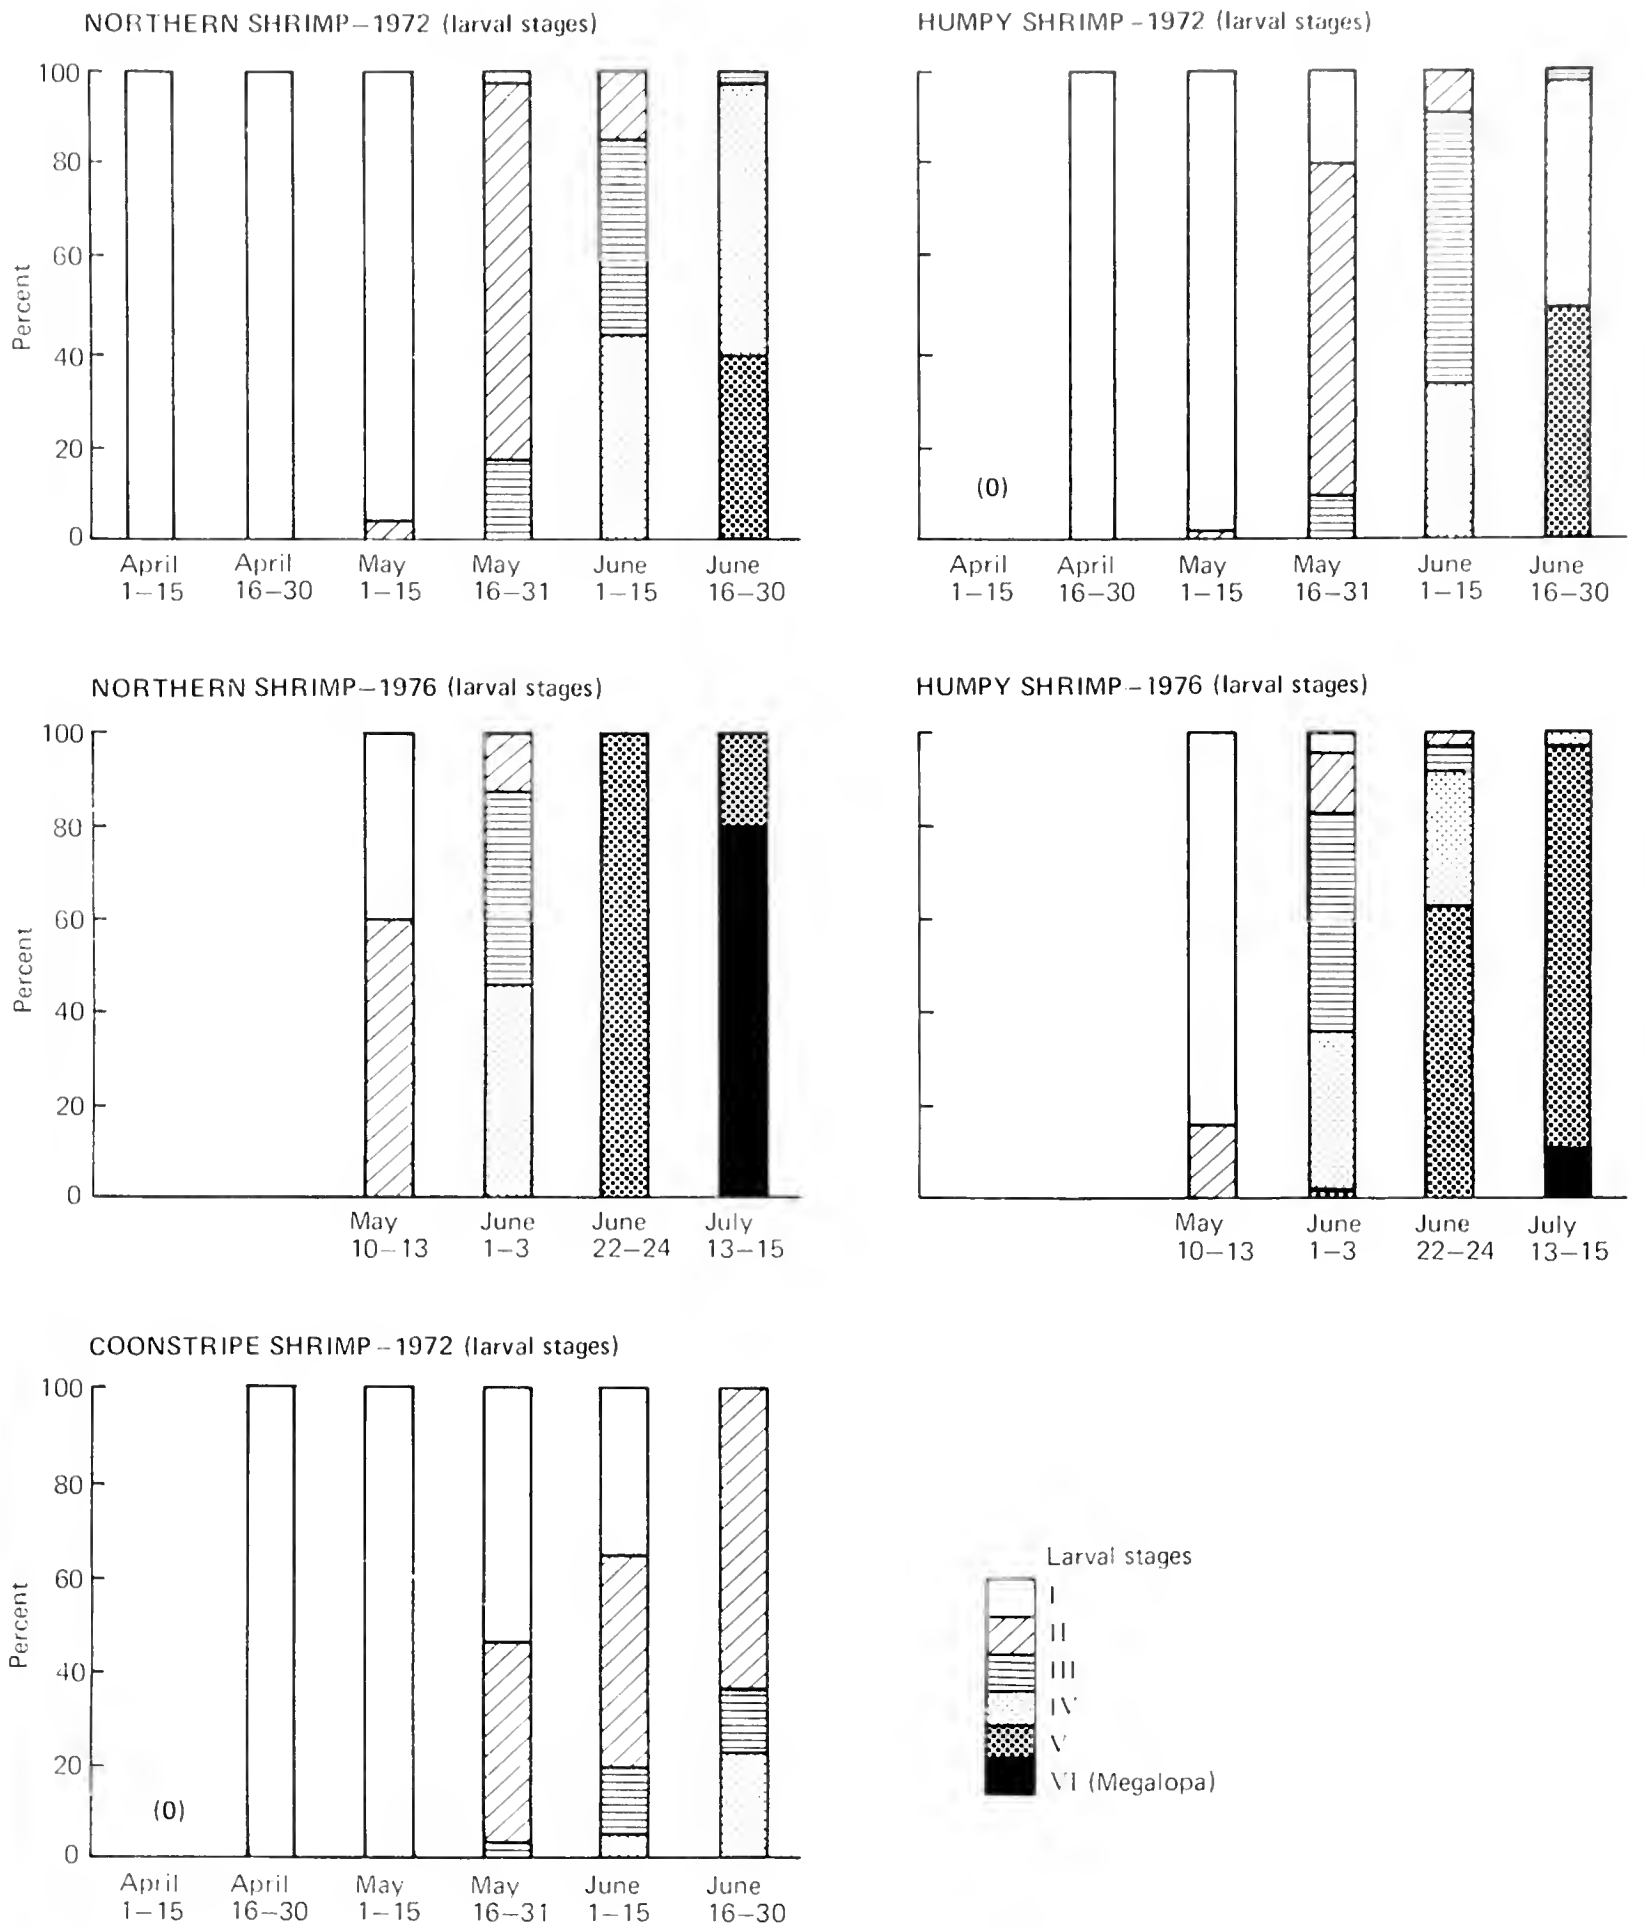 NORTHERN SHRIMP–1972 (larval stages)
100
80
60
40
20
0
Percent
April 1–15
April 16–30
May 1–15
May 16–31
June 1–15
June 16–30
HUMPY SHRIMP–1972 (larval stages)
(0)
April 1–15
April 16–30
May 1–15
May 16–31
June 1–15
June 16–30
NORTHERN SHRIMP–1976 (larval stages)
100
80
60
40
20
0
Percent
May 10–13
June 1–3
June 22–24
July 13–15
HUMPY SHRIMP–1976 (larval stages)
May 10–13
June 1–3
June 22–24
July 13–15
COONSTRIPE SHRIMP–1972 (larval stages)
100
80
60
40
20
0
Percent
(0)
April 1–15
April 16–30
May 1–15
May 16–31
June 1–15
June 16–30
Larval stages
I
II
III
IV
V
VI (Megalopa)